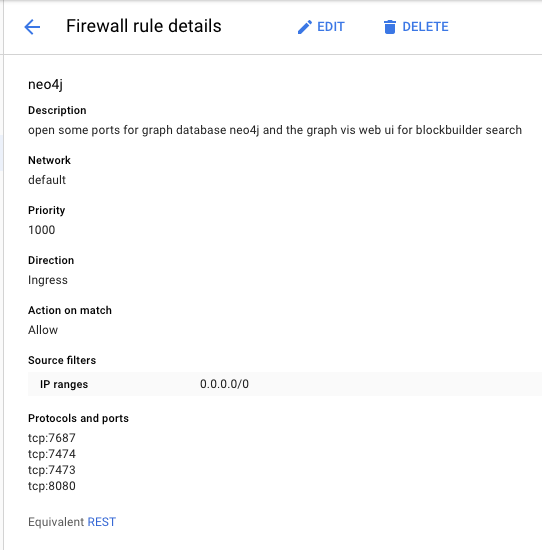 Firewall rule details EDIT DELETE
neo4j
Description
open some ports for graph database neo4j and the graph vis web ui for blockbuilder search
Network
default
Priority
1000
Direction
Ingress
Action on match
Allow
Source filters
IP ranges 0.0.0.0/0
Protocols and ports
tcp:7687
tcp:7474
tcp:7473
tcp:8080
Equivalent REST